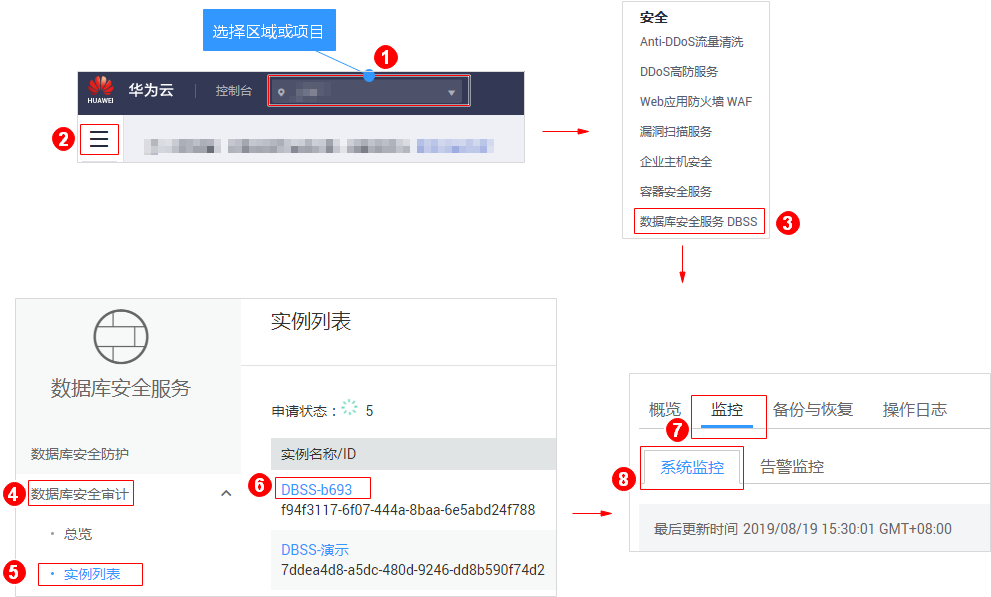 选择区域或项目
1
HUAWEI
华为云
控制台
2
安全
Anti-DDoS流量清洗
DDoS高防服务
Web应用防火墙 WAF
漏洞扫描服务
企业主机安全
容器安全服务
数据库安全服务 DBSS
3
数据库安全服务
数据库安全防护
4
数据库安全审计
总览
5
实例列表
实例列表
申请状态： 5
实例名称/ID
6
DBSS-b693
f94f3117-6f07-444a-8baa-6e5abd24f788
DBSS-演示
7ddea4d8-a5dc-480d-9246-dd8b590f74d2
概览 监控 备份与恢复 操作日志
7
8
系统监控 告警监控
最后更新时间 2019/08/19 15:30:01 GMT+08:00